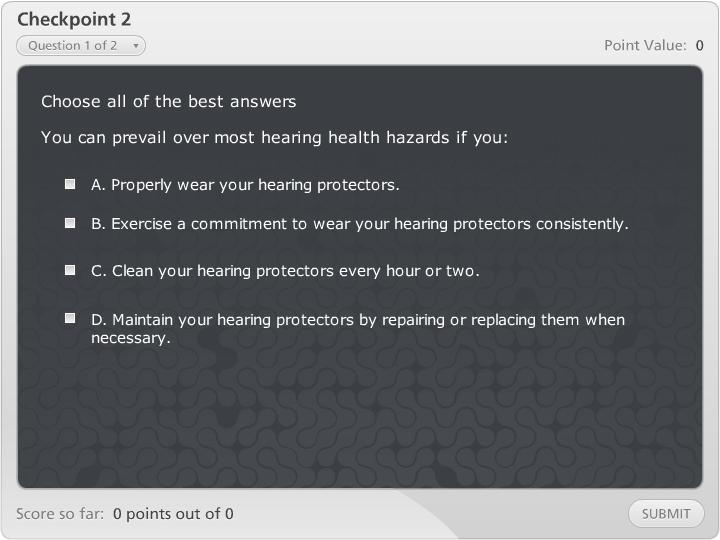 Checkpoint 2
Question 1 of 2
Point Value: 0
Choose all of the best answers
You can prevail over most hearing health hazards if you:
A. Properly wear your hearing protectors.
B. Exercise a commitment to wear your hearing protectors consistently.
C. Clean your hearing protectors every hour or two.
D. Maintain your hearing protectors by repairing or replacing them when
necessary.
Score so far: 0 points out of 0
SUBMIT